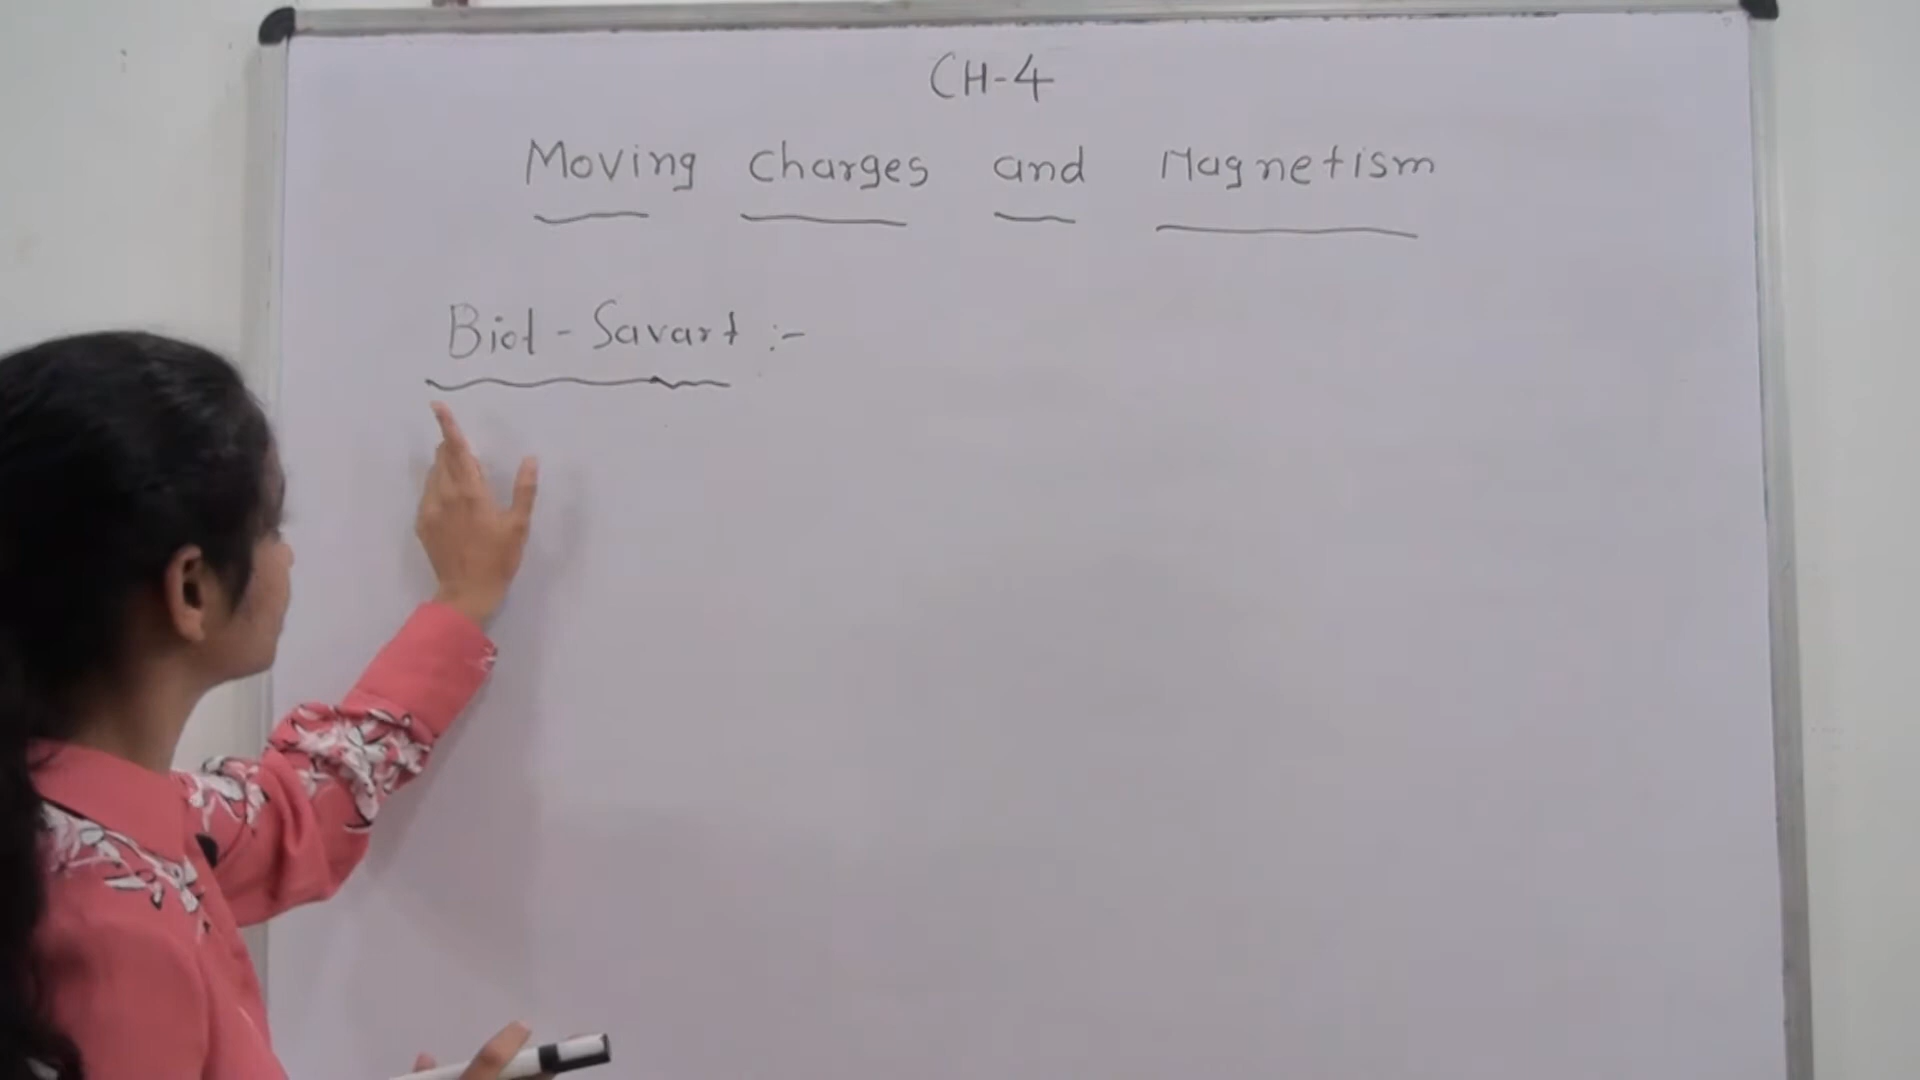 CH-4
Moving charges and Magnetism
Biot - Savart :-